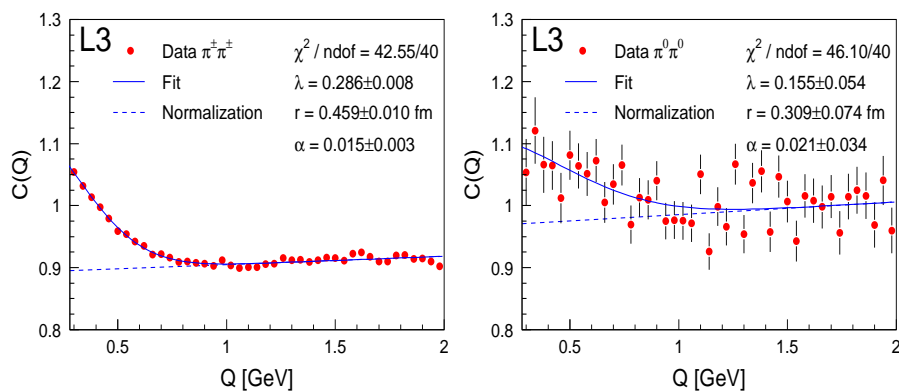 L3
Data π±π±
χ² / ndof = 42.55/40
Fit
λ = 0.286±0.008
Normalization
r = 0.459±0.010 fm
α = 0.015±0.003
C(Q)
1.3
1.2
1.1
1
0.9
0.8
0.5
1
1.5
2
Q [GeV]
L3
Data π⁰π⁰
χ² / ndof = 46.10/40
Fit
λ = 0.155±0.054
Normalization
r = 0.309±0.074 fm
α = 0.021±0.034
C(Q)
1.3
1.2
1.1
1
0.9
0.8
0.5
1
1.5
2
Q [GeV]